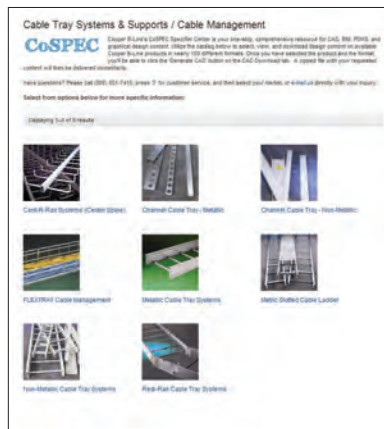 Cable Tray Systems & Supports / Cable Management
CoSPEC
Cooper B-Line's CoSPEC Specifier Center is your one-stop, comprehensive resource for CAD, BIM, PDMS, and
graphical design content. Utilize the catalog below to select, view, and download design content on available
Cooper B-Line products in nearly 100 different formats. Once you have selected the product and the format,
you'll be able to click the 'Generate CAD' button on the CAD Download tab. A zipped file with your requested
content will then be delivered immediately.
Have questions? Please call press for customer service, and then select your market, or e-mail us directly with your inquiry.
Select from options below for more specific information:
Displaying 8 of 8 results
Cent-R-Rail Systems (Center Spine)
Channel Cable Tray - Metallic
Channel Cable Tray - Non-Metallic
FLEXTRAY Cable Management
Metallic Cable Tray Systems
Metric Slotted Cable Ladder
Non-Metallic Cable Tray Systems
Redi-Rail Cable Tray Systems